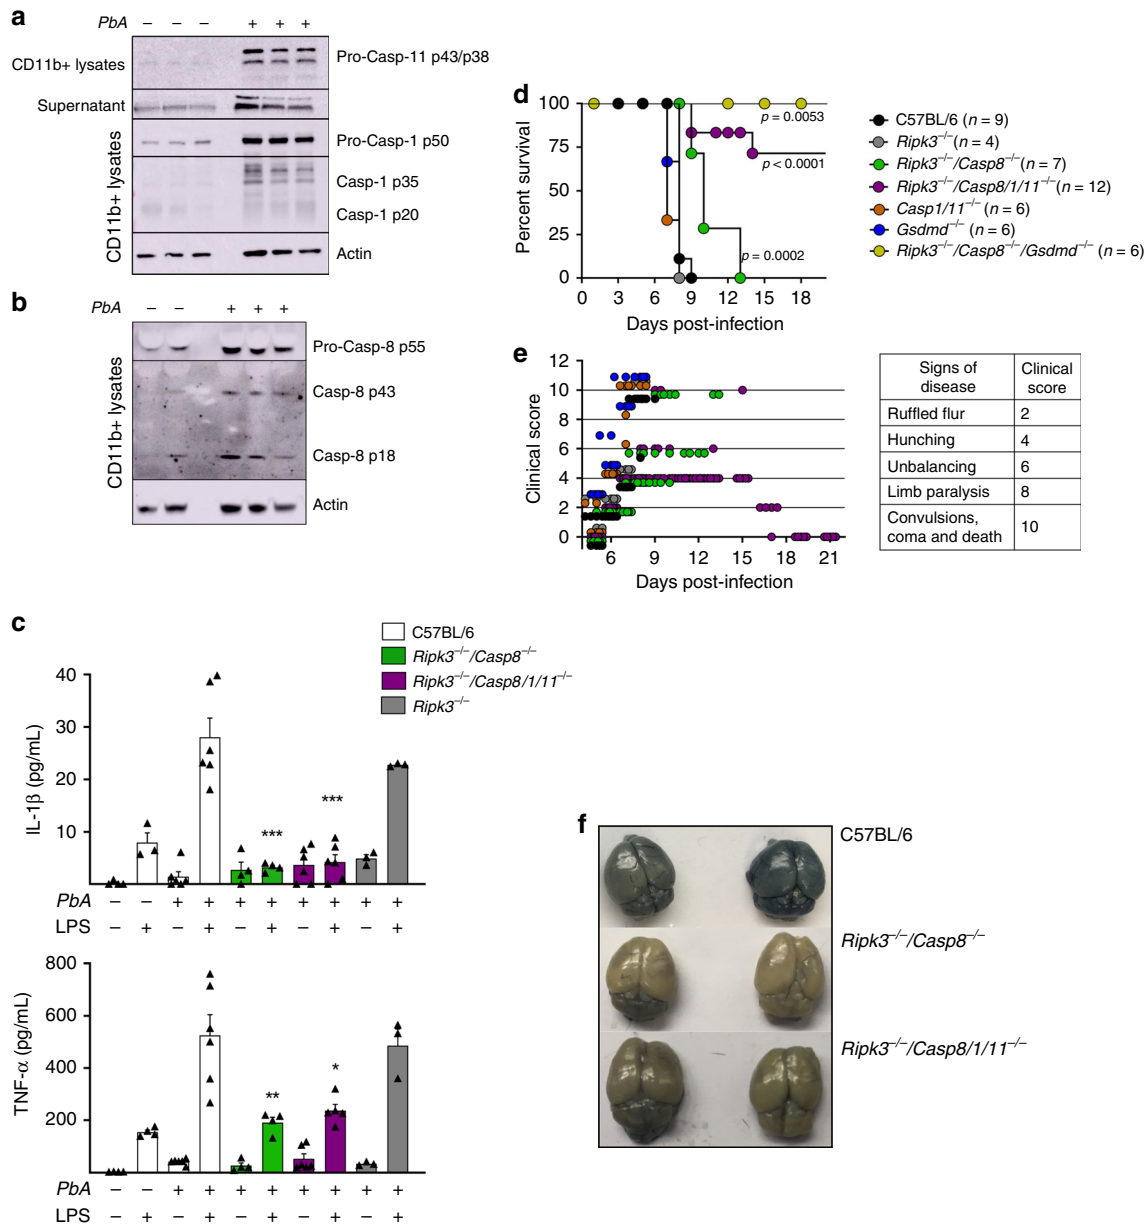 a
PbA – – – + + +
CD11b+ lysates
Pro-Casp-11 p43/p38
Supernatant
CD11b+ lysates
Pro-Casp-1 p50
Casp-1 p35
Casp-1 p20
Actin
b
PbA – – + + +
CD11b+ lysates
Pro-Casp-8 p55
Casp-8 p43
Casp-8 p18
Actin
c
C57BL/6
Ripk3–/–/Casp8–/–
Ripk3–/–/Casp8/1/11–/–
Ripk3–/–
IL-1β (pg/mL)
40
30
20
10
***
***
PbA – – + + + + + + + +
LPS – + – + – + – + – +
TNF-α (pg/mL)
800
600
400
200
**
*
PbA – – + + + + + + + +
LPS – + – + – + – + – +
d
Percent survival
100
75
50
25
0
p = 0.0053
p < 0.0001
p = 0.0002
0 3 6 9 12 15 18
Days post-infection
C57BL/6 (n = 9)
Ripk3–/– (n = 4)
Ripk3–/–/Casp8–/– (n = 7)
Ripk3–/–/Casp8/1/11–/– (n = 12)
Casp1/11–/– (n = 6)
Gsdmd–/– (n = 6)
Ripk3–/–/Casp8–/–/Gsdmd–/– (n = 6)
e
Clinical score
12
10
8
6
4
2
0
6 9 12 15 18 21
Days post-infection
Signs of disease Clinical score
Ruffled flur 2
Hunching 4
Unbalancing 6
Limb paralysis 8
Convulsions, coma and death 10
f
C57BL/6
Ripk3–/–/Casp8–/–
Ripk3–/–/Casp8/1/11–/–